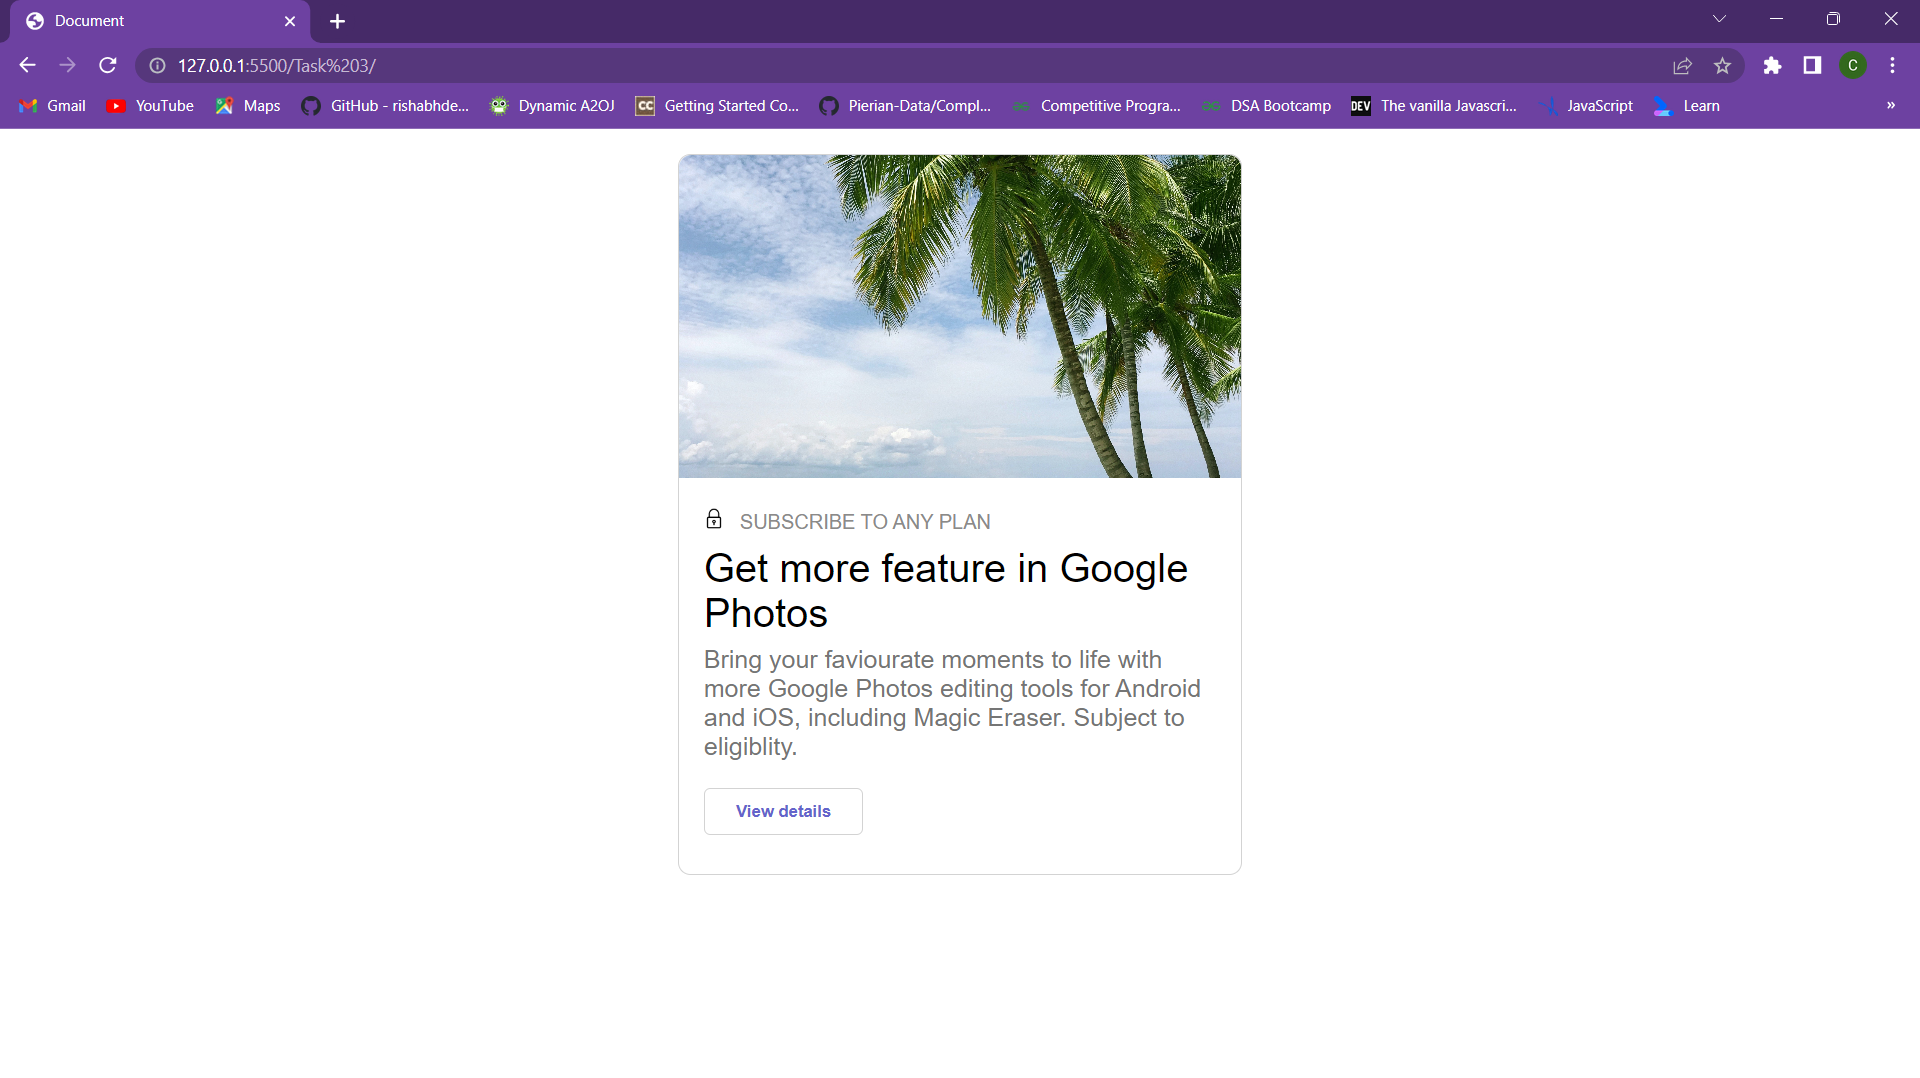 Document
127.0.0.1:5500/Task%203/
C
Gmail YouTube Maps GitHub - rishabhde... Dynamic A2OJ CC Getting Started Co... Pierian-Data/Compl... Competitive Progra... DSA Bootcamp DEV The vanilla Javascri... JavaScript Learn »
SUBSCRIBE TO ANY PLAN
Get more feature in Google
Photos
Bring your faviourate moments to life with
more Google Photos editing tools for Android
and iOS, including Magic Eraser. Subject to
eligiblity.
View details